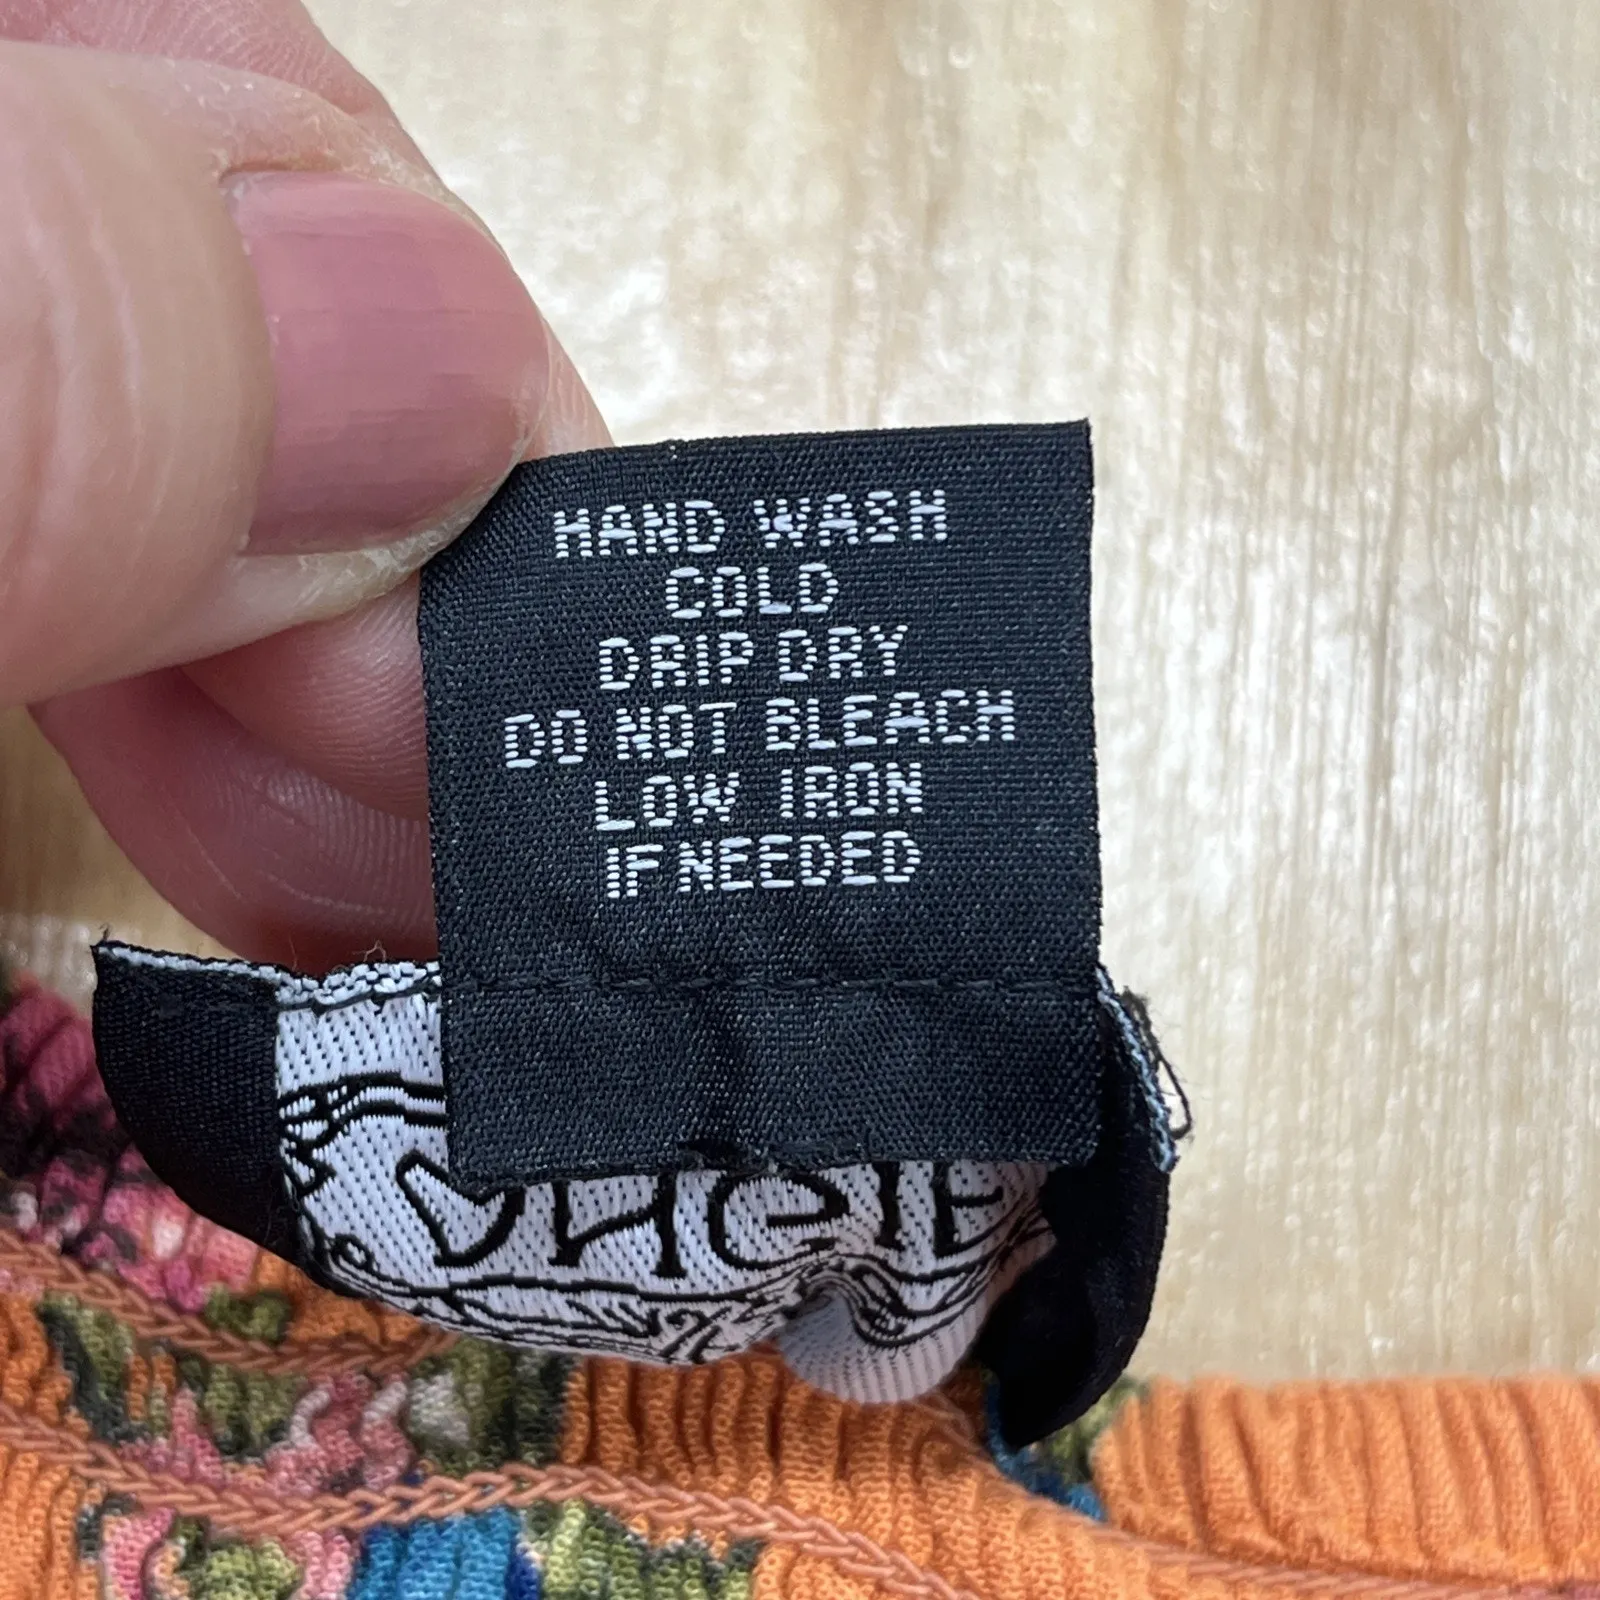 HAND WASH
COLD
DRIP DRY
DO NOT BLEACH
LOW IRON
IF NEEDED